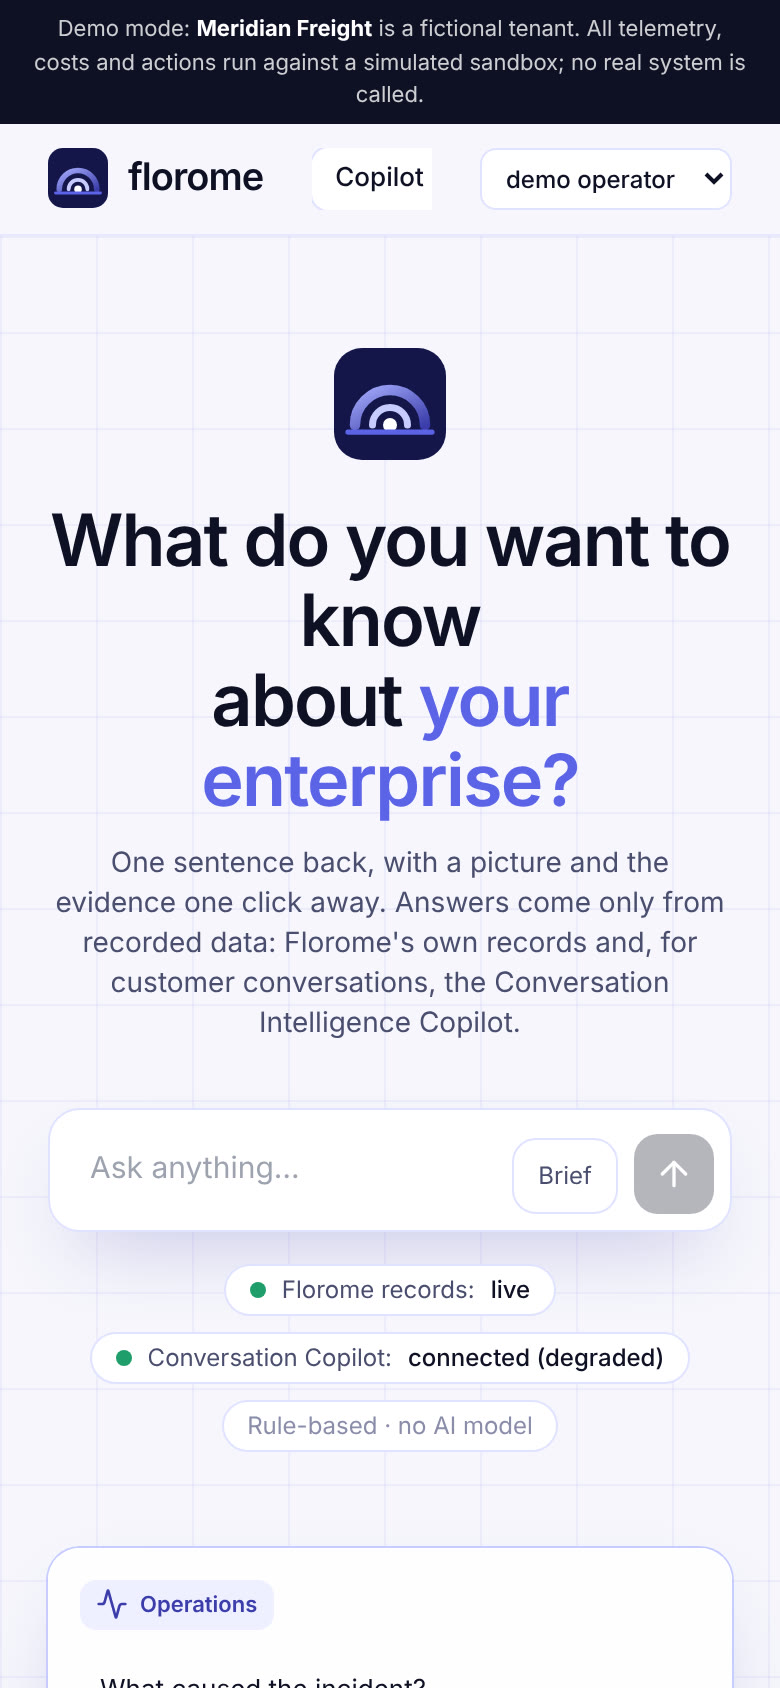 Demo mode: Meridian Freight is a fictional tenant. All telemetry,
costs and actions run against a simulated sandbox; no real system is
called.
florome
Copilot
demo operator
What do you want to
know
about your
enterprise?
One sentence back, with a picture and the
evidence one click away. Answers come only from
recorded data: Florome's own records and, for
customer conversations, the Conversation
Intelligence Copilot.
Ask anything...
Brief
Florome records: live
Conversation Copilot: connected (degraded)
Rule-based · no AI model
Operations
What caused the incident?